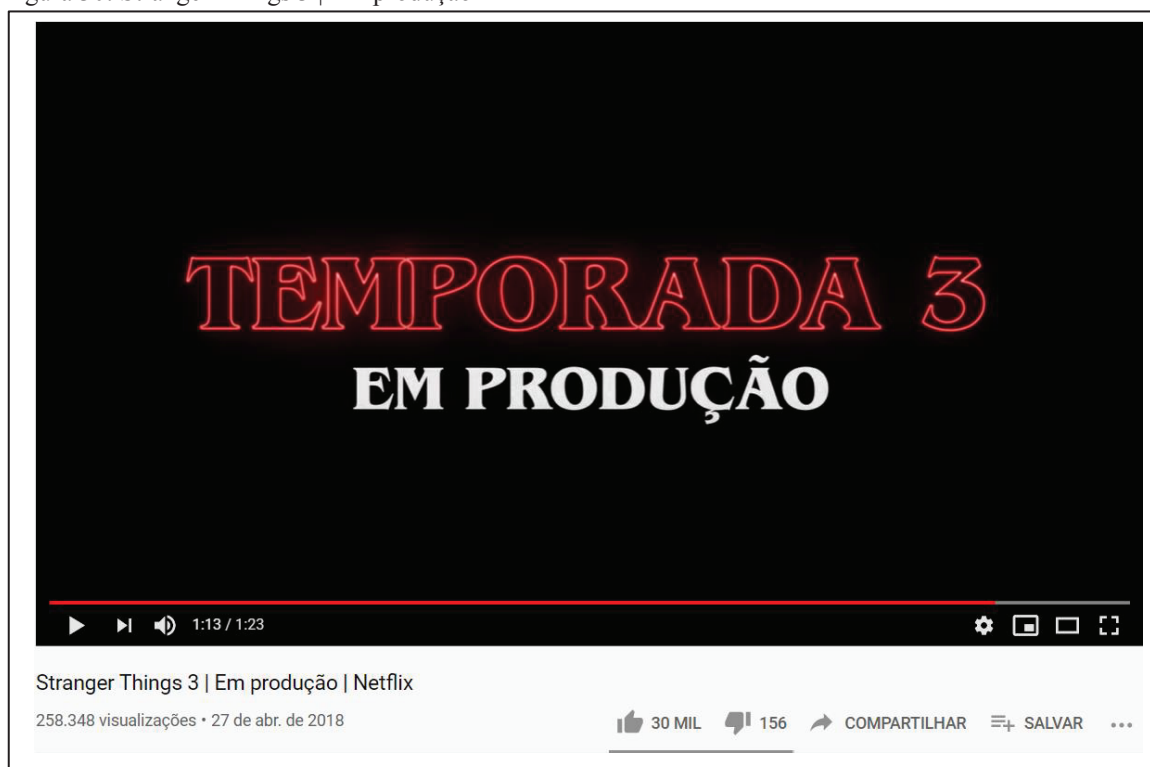 TEMPORADA 3
EM PRODUÇÃO
1:13 / 1:23
Stranger Things 3 | Em produção | Netflix
258.348 visualizações • 27 de abr. de 2018
30 MIL 156 COMPARTILHAR SALVAR